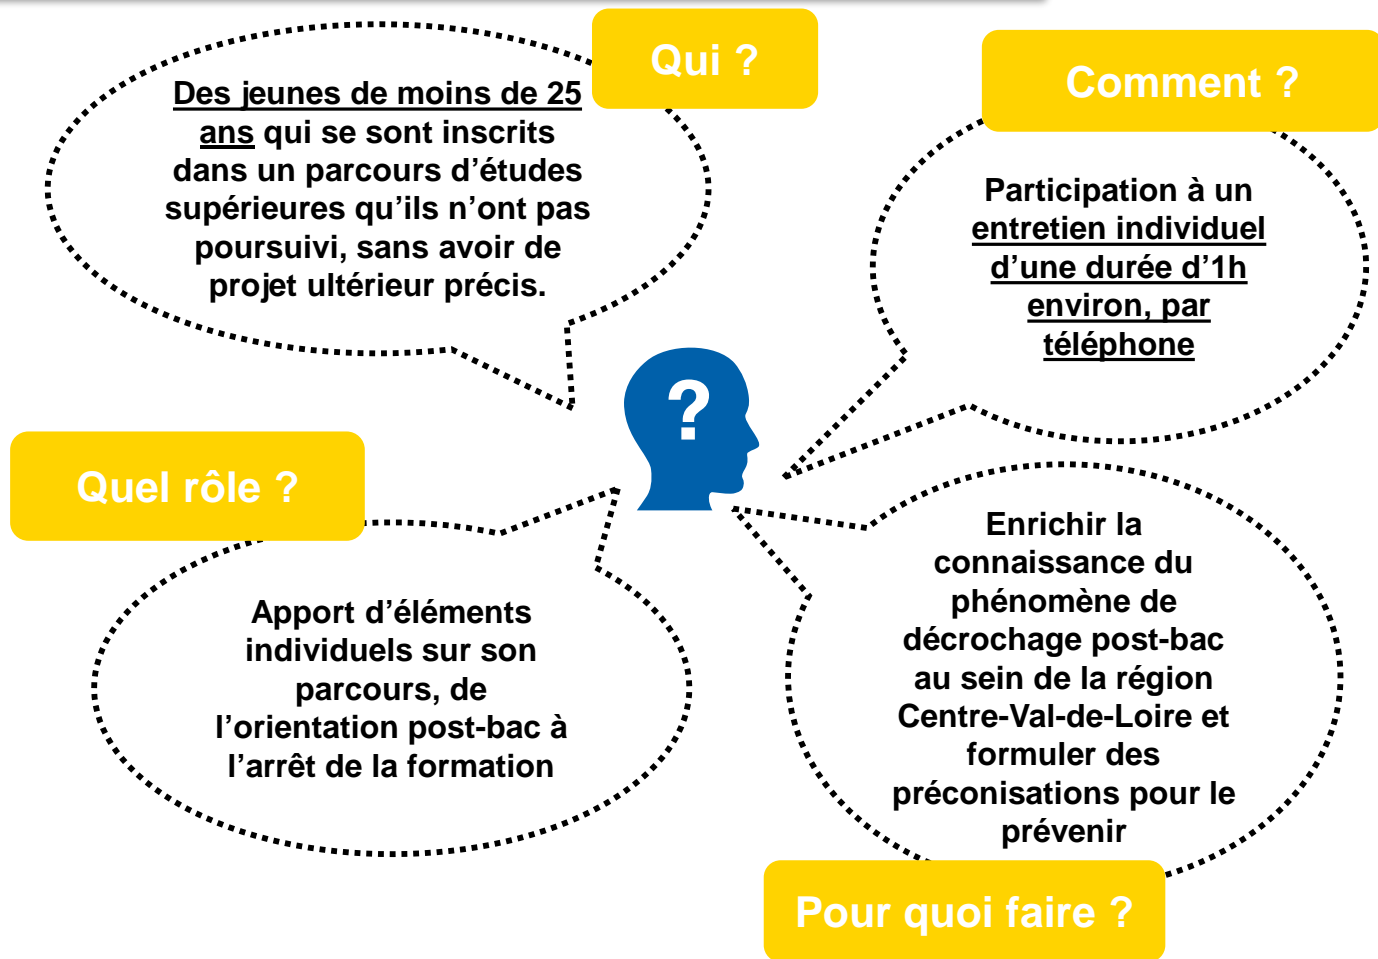 Qui ?
Des jeunes de moins de 25
ans qui se sont inscrits
dans un parcours d’études
supérieures qu’ils n’ont pas
poursuivi, sans avoir de
projet ultérieur précis.
Comment ?
Participation à un
entretien individuel
d’une durée d’1h
environ, par
téléphone
?
Quel rôle ?
Apport d’éléments
individuels sur son
parcours, de
l’orientation post-bac à
l’arrêt de la formation
Enrichir la
connaissance du
phénomène de
décrochage post-bac
au sein de la région
Centre-Val-de-Loire et
formuler des
préconisations pour le
prévenir
Pour quoi faire ?